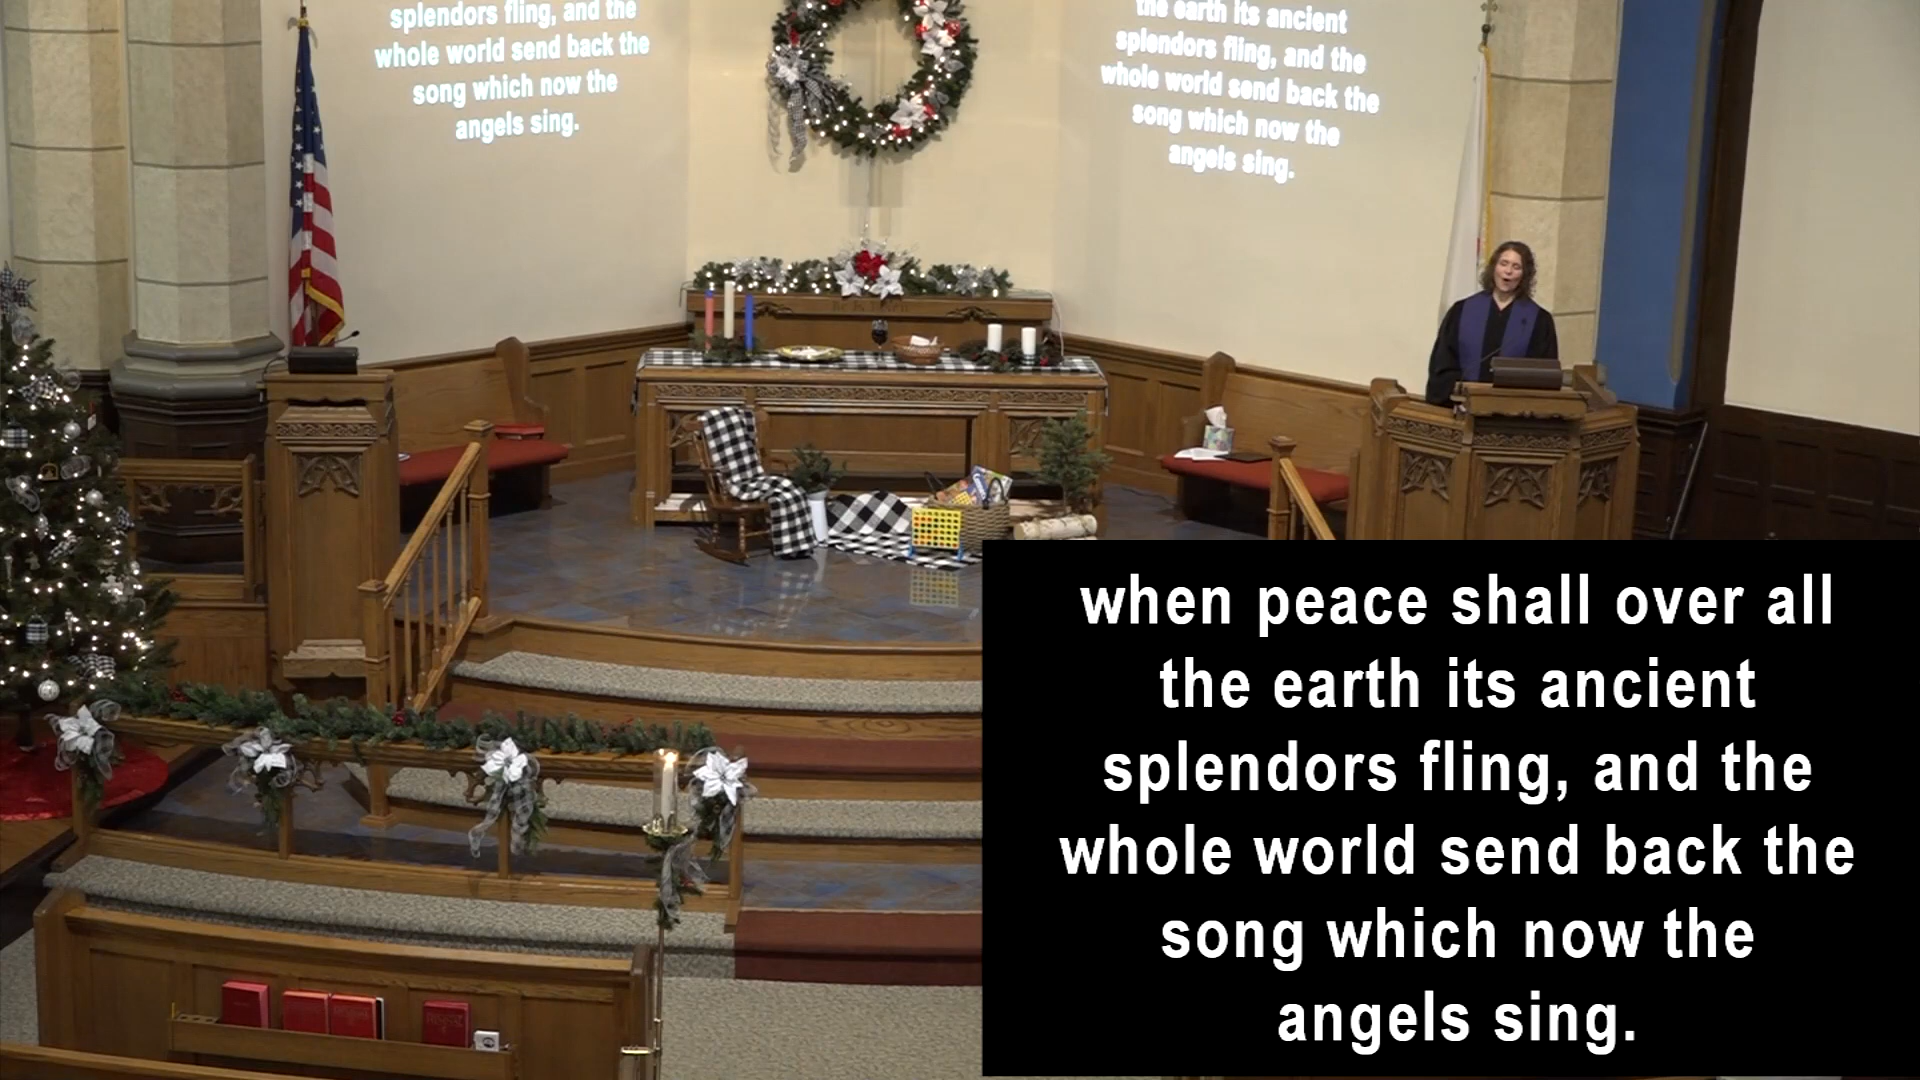 splendors fling, and the
whole world send back the
song which now the
angels sing.
the earth its ancient
splendors fling, and the
whole world send back the
song which now the
angels sing.
when peace shall over all
the earth its ancient
splendors fling, and the
whole world send back the
song which now the
angels sing.